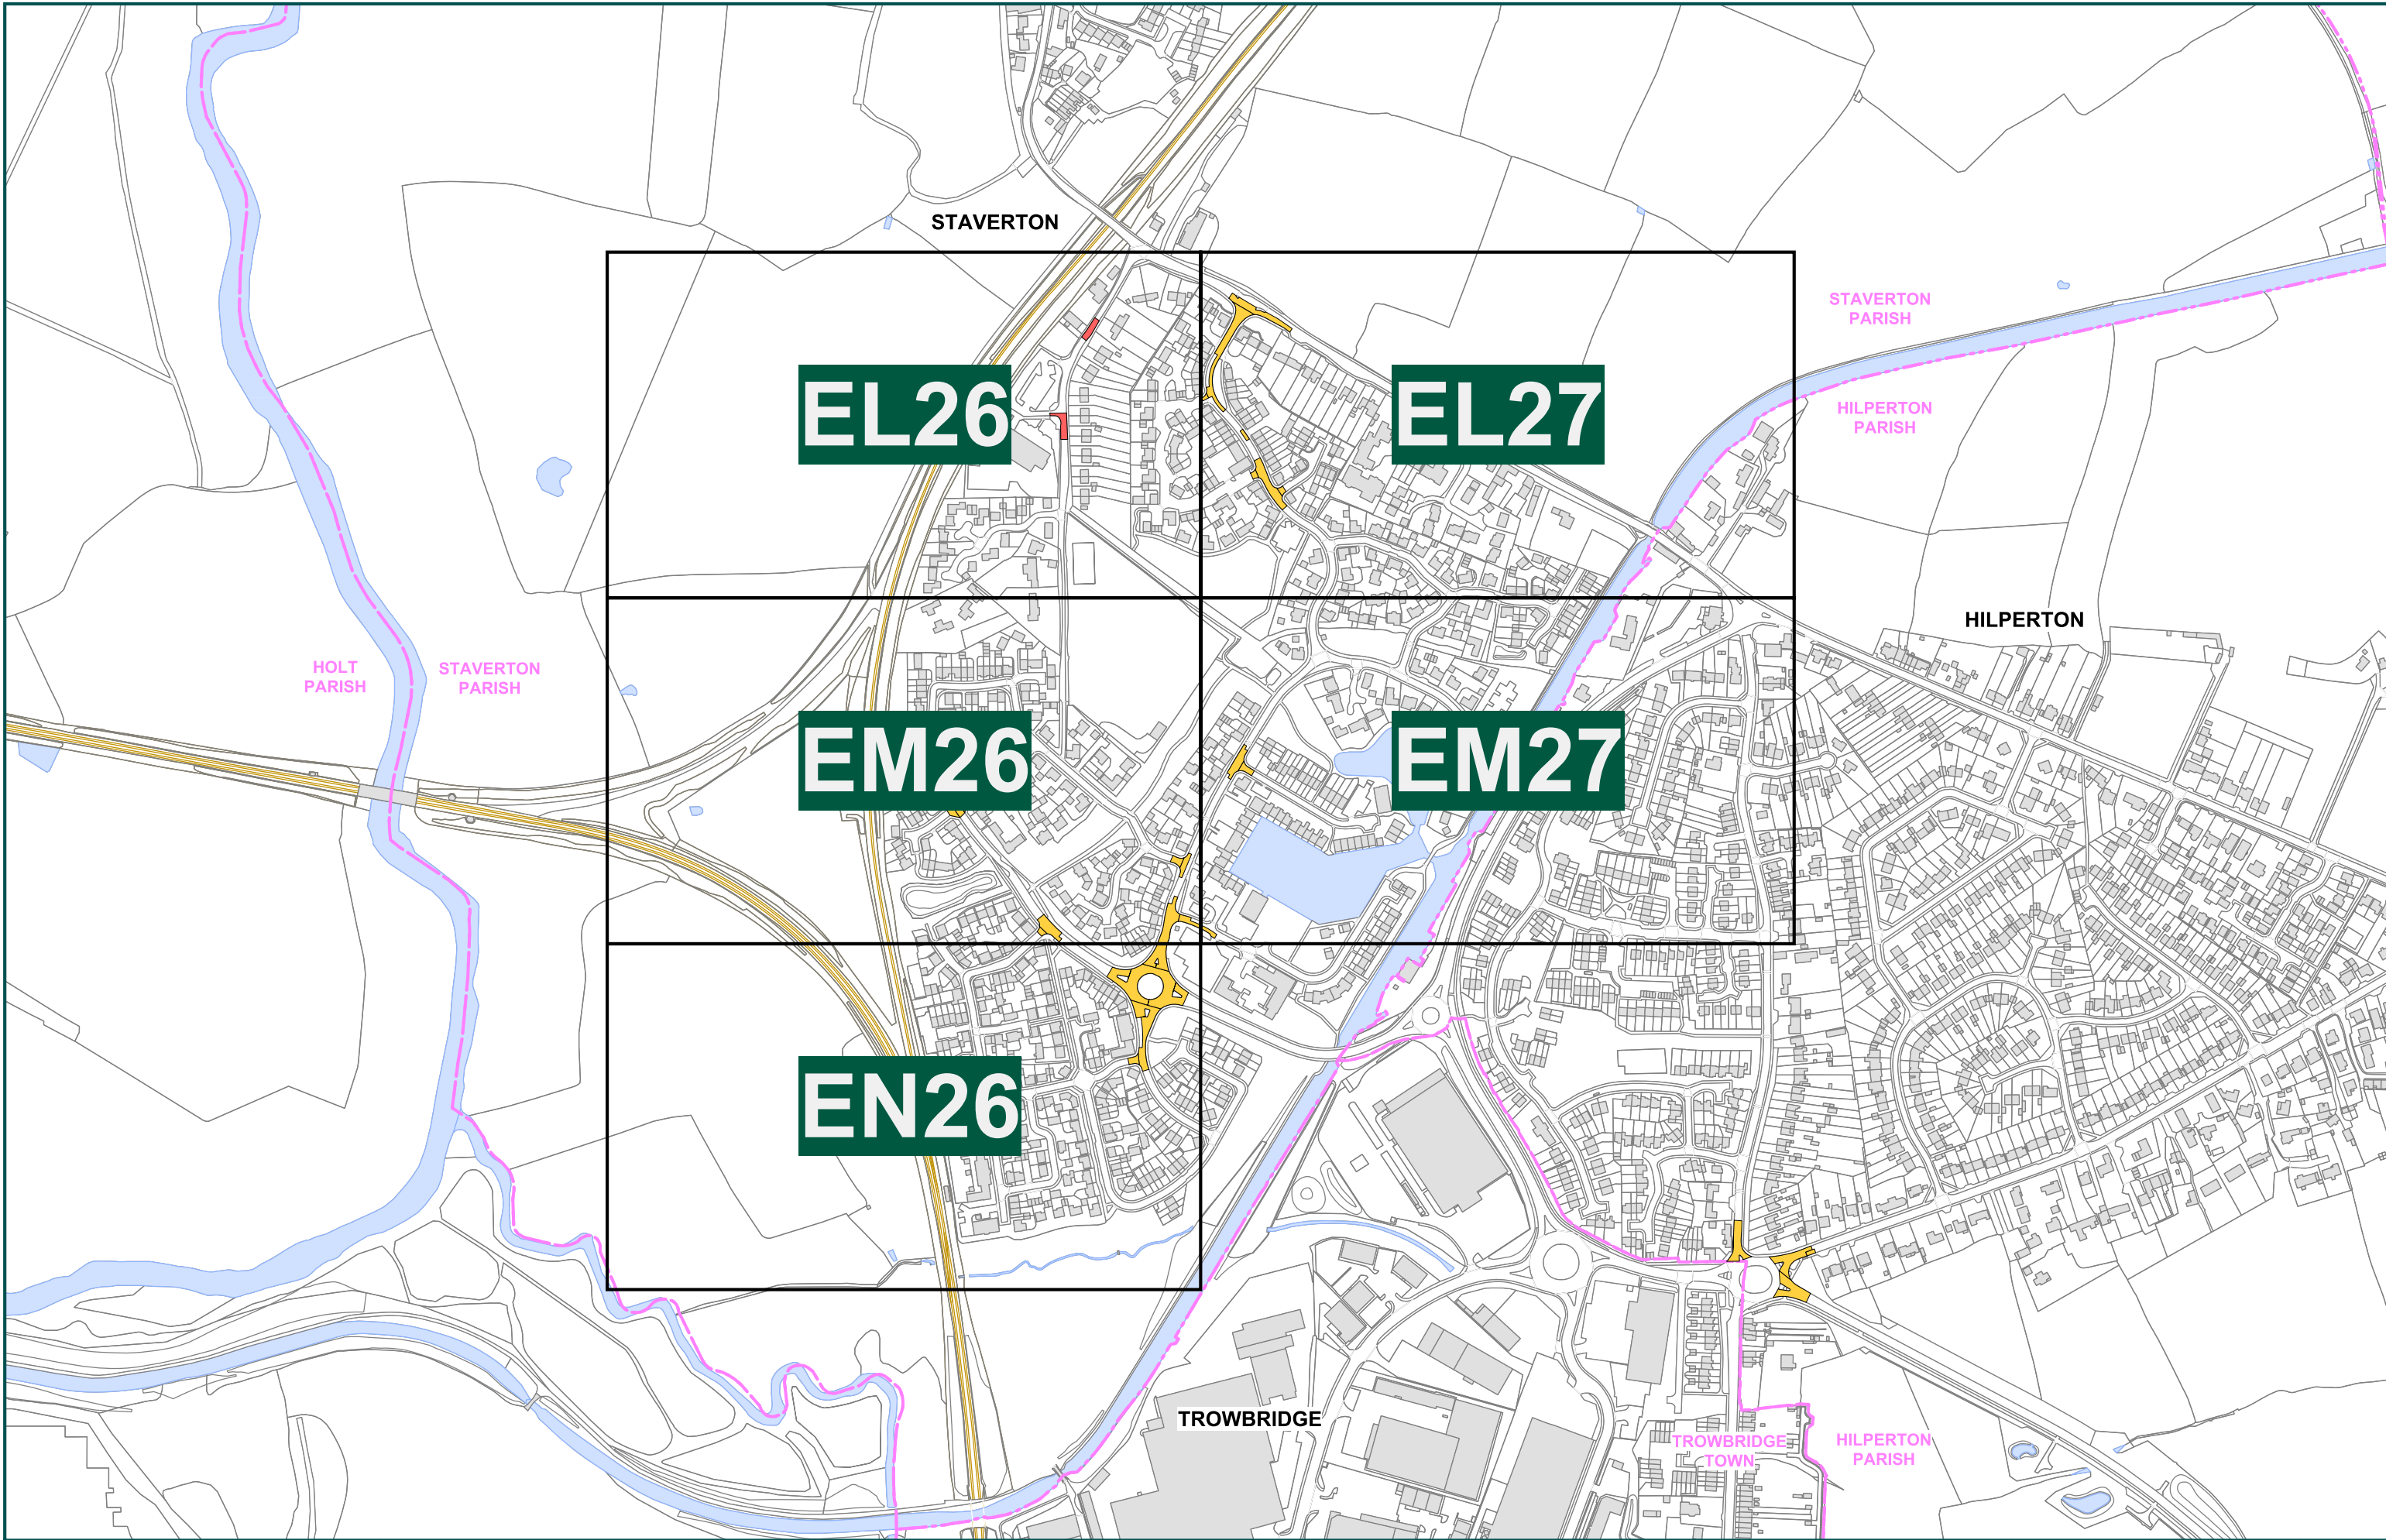 STAVERTON
STAVERTON
PARISH
EL26
EL27
HILPERTON
PARISH
HILPERTON
HOLT
PARISH
STAVERTON
PARISH
EM26
EM27
EN26
TROWBRIDGE
TROWBRIDGE
TOWN
HILPERTON
PARISH